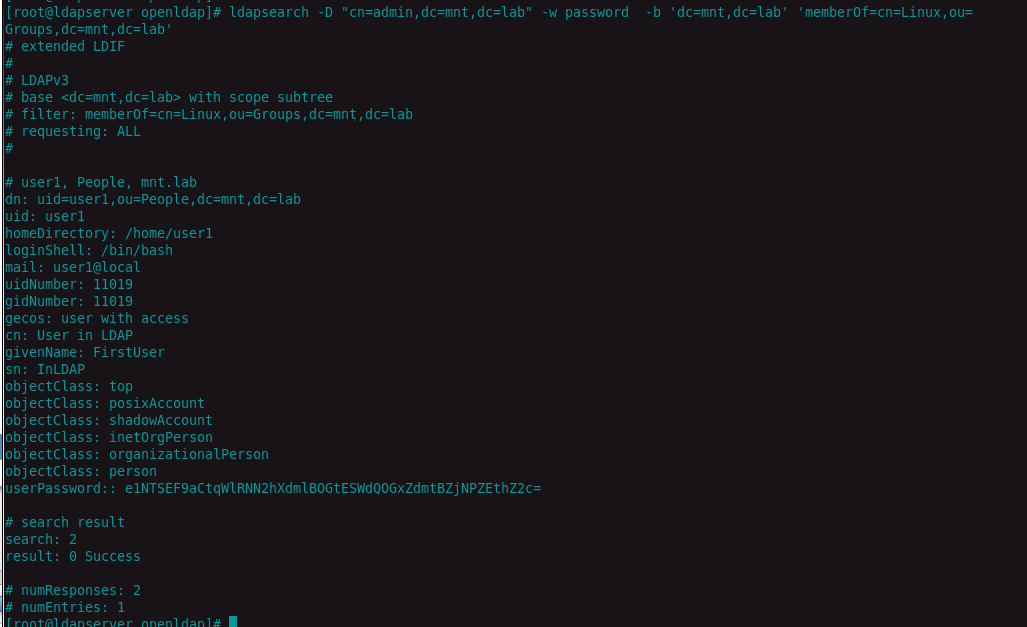 [root@ldapserver openldap]# ldapsearch -D "cn=admin,dc=mnt,dc=lab" -w password  -b 'dc=mnt,dc=lab' 'memberOf=cn=Linux,ou=
Groups,dc=mnt,dc=lab'
# extended LDIF
#
# LDAPv3
# base <dc=mnt,dc=lab> with scope subtree
# filter: memberOf=cn=Linux,ou=Groups,dc=mnt,dc=lab
# requesting: ALL
#
# user1, People, mnt.lab
dn: uid=user1,ou=People,dc=mnt,dc=lab
uid: user1
homeDirectory: /home/user1
loginShell: /bin/bash
mail: user1@local
uidNumber: 11019
gidNumber: 11019
gecos: user with access
cn: User in LDAP
givenName: FirstUser
sn: InLDAP
objectClass: top
objectClass: posixAccount
objectClass: shadowAccount
objectClass: inetOrgPerson
objectClass: organizationalPerson
objectClass: person
userPassword:: e1NTSEF9aCtqWlRNN2hXdmlBOGtESWdQOGxZdmtBZjNPZEthZ2c=
# search result
search: 2
result: 0 Success
# numResponses: 2
# numEntries: 1
[root@ldapserver openldap]#